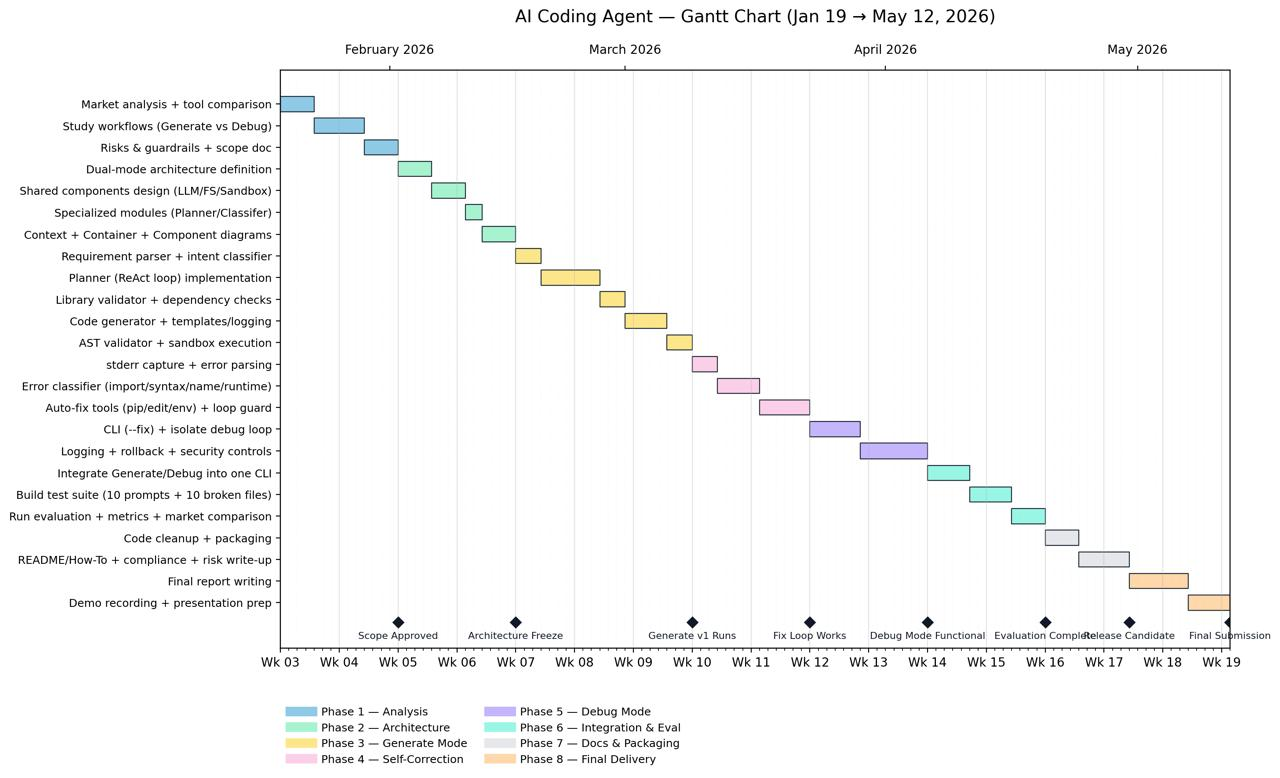 AI Coding Agent — Gantt Chart (Jan 19 → May 12, 2026)
February 2026 March 2026 April 2026 May 2026
Market analysis + tool comparison
Study workflows (Generate vs Debug)
Risks & guardrails + scope doc
Dual-mode architecture definition
Shared components design (LLM/FS/Sandbox)
Specialized modules (Planner/Classifer)
Context + Container + Component diagrams
Requirement parser + intent classifier
Planner (ReAct loop) implementation
Library validator + dependency checks
Code generator + templates/logging
AST validator + sandbox execution
stderr capture + error parsing
Error classifier (import/syntax/name/runtime)
Auto-fix tools (pip/edit/env) + loop guard
CLI (--fix) + isolate debug loop
Logging + rollback + security controls
Integrate Generate/Debug into one CLI
Build test suite (10 prompts + 10 broken files)
Run evaluation + metrics + market comparison
Code cleanup + packaging
README/How-To + compliance + risk write-up
Final report writing
Demo recording + presentation prep
Scope Approved Architecture Freeze Generate v1 Runs Fix Loop Works Debug Mode Functional Evaluation Complete Release Candidate Final Submission
Wk 03 Wk 04 Wk 05 Wk 06 Wk 07 Wk 08 Wk 09 Wk 10 Wk 11 Wk 12 Wk 13 Wk 14 Wk 15 Wk 16 Wk 17 Wk 18 Wk 19
Phase 1 — Analysis
Phase 2 — Architecture
Phase 3 — Generate Mode
Phase 4 — Self-Correction
Phase 5 — Debug Mode
Phase 6 — Integration & Eval
Phase 7 — Docs & Packaging
Phase 8 — Final Delivery